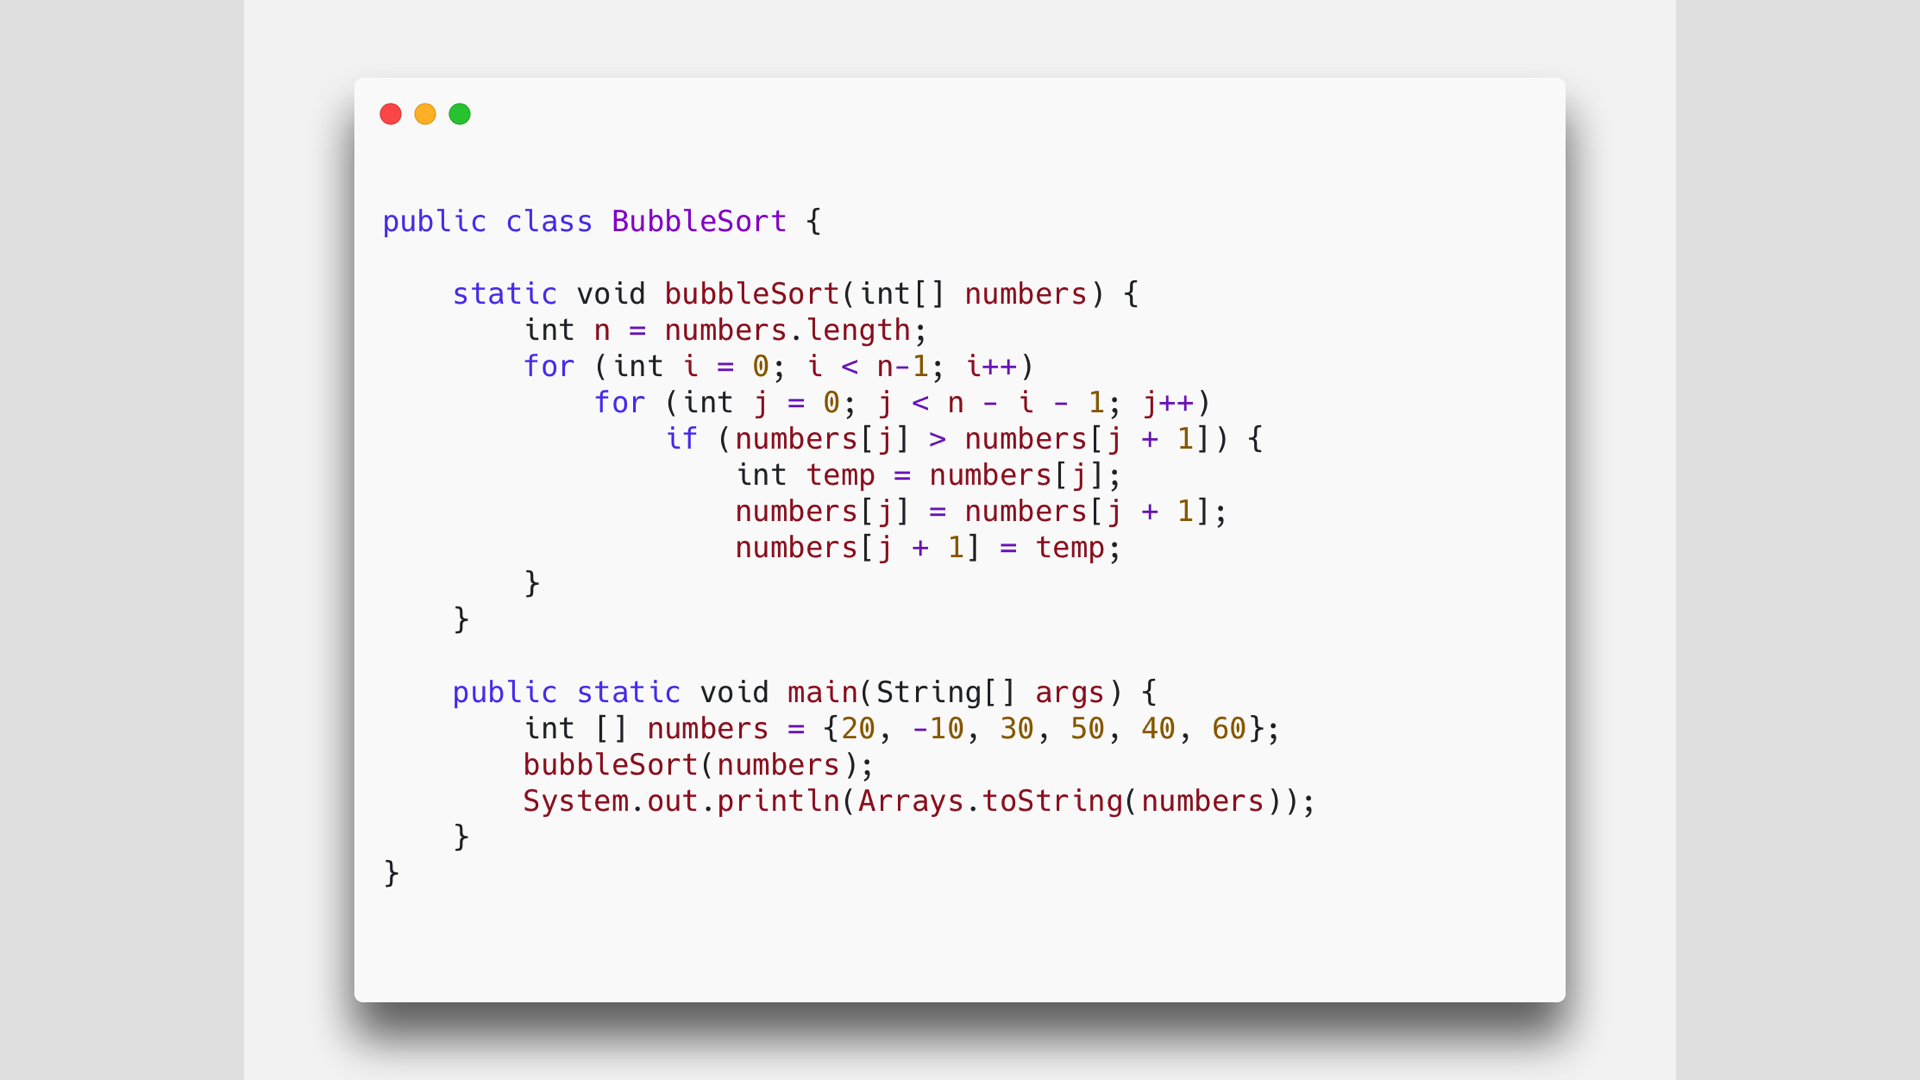 public class BubbleSort {
static void bubbleSort(int[] numbers) {
int n = numbers.length;
for (int i = 0; i < n-1; i++)
for (int j = 0; j < n - i - 1; j++)
if (numbers[j] > numbers[j + 1]) {
int temp = numbers[j];
numbers[j] = numbers[j + 1];
numbers[j + 1] = temp;
}
}
public static void main(String[] args) {
int [] numbers = {20, -10, 30, 50, 40, 60};
bubbleSort(numbers);
System.out.println(Arrays.toString(numbers));
}
}